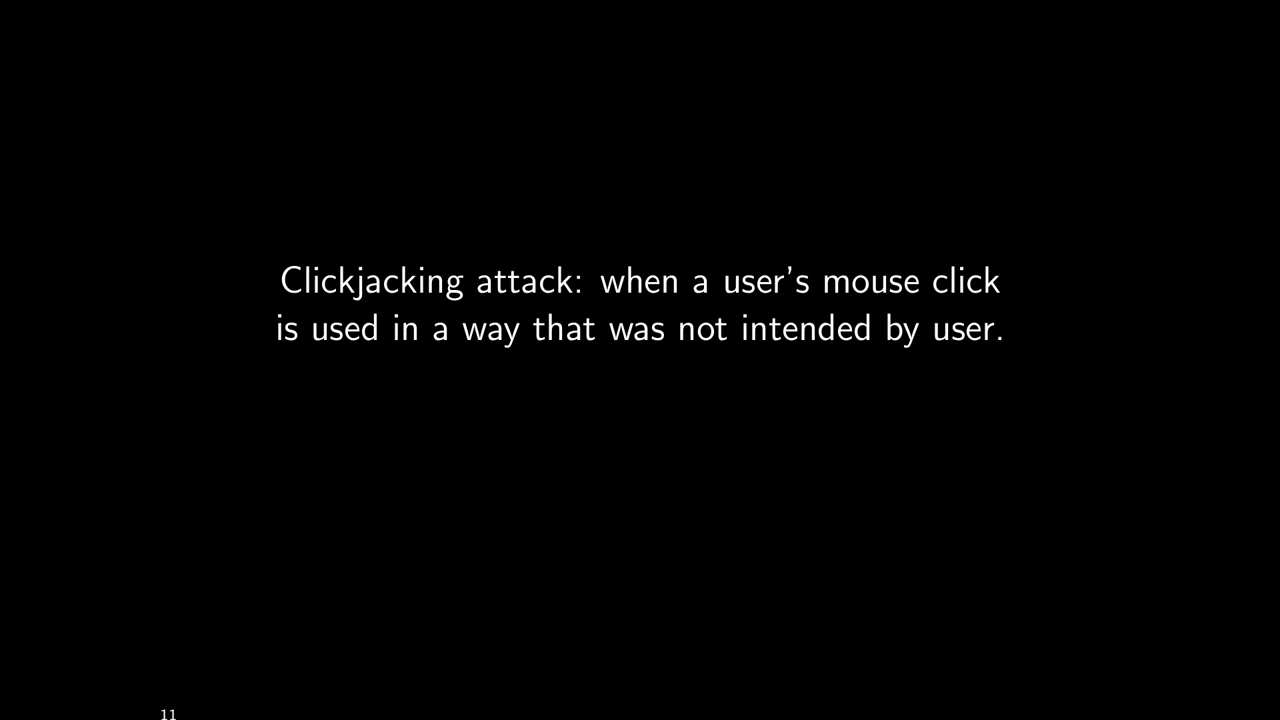 Clickjacking attack: when a user's mouse click
is used in a way that was not intended by user.
11